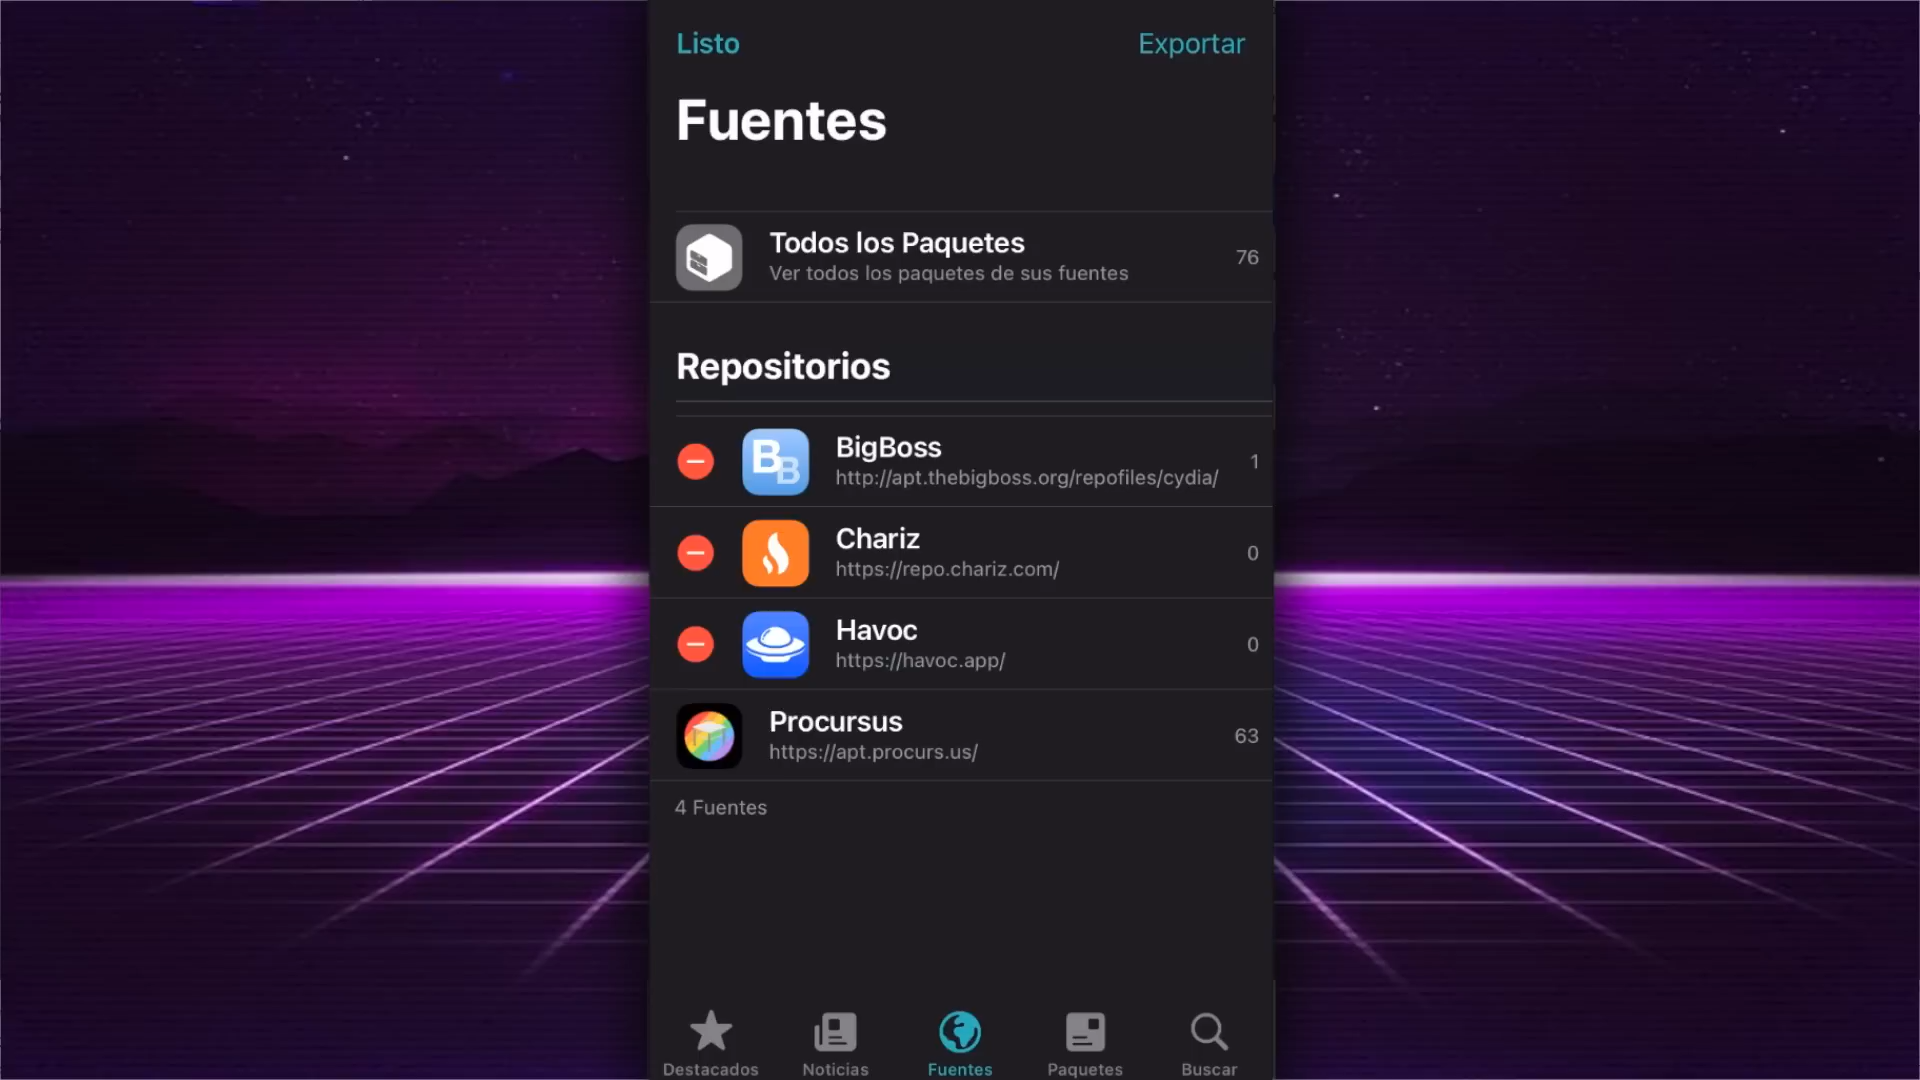 Listo
Exportar
Fuentes
Todos los Paquetes
Ver todos los paquetes de sus fuentes
76
Repositorios
BigBoss
http://apt.thebigboss.org/repofiles/cydia/
1
Chariz
https://repo.chariz.com/
0
Havoc
https://havoc.app/
0
Procursus
https://apt.procurs.us/
63
4 Fuentes
Destacados
Noticias
Fuentes
Paquetes
Buscar